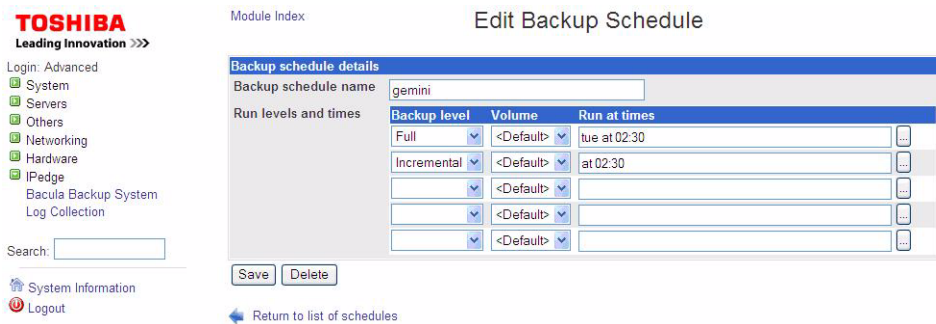 TOSHIBA
Leading Innovation >>>
Login: Advanced
System
Servers
Others
Networking
Hardware
IPedge
Bacula Backup System
Log Collection
Search:
System Information
Logout
Module Index
Edit Backup Schedule
Backup schedule details
Backup schedule name gemini
Run levels and times
Backup level Volume Run at times
Full <Default> tue at 02:30 ...
Incremental <Default> at 02:30 ...
<Default> ...
<Default> ...
<Default> ...
Save Delete
Return to list of schedules